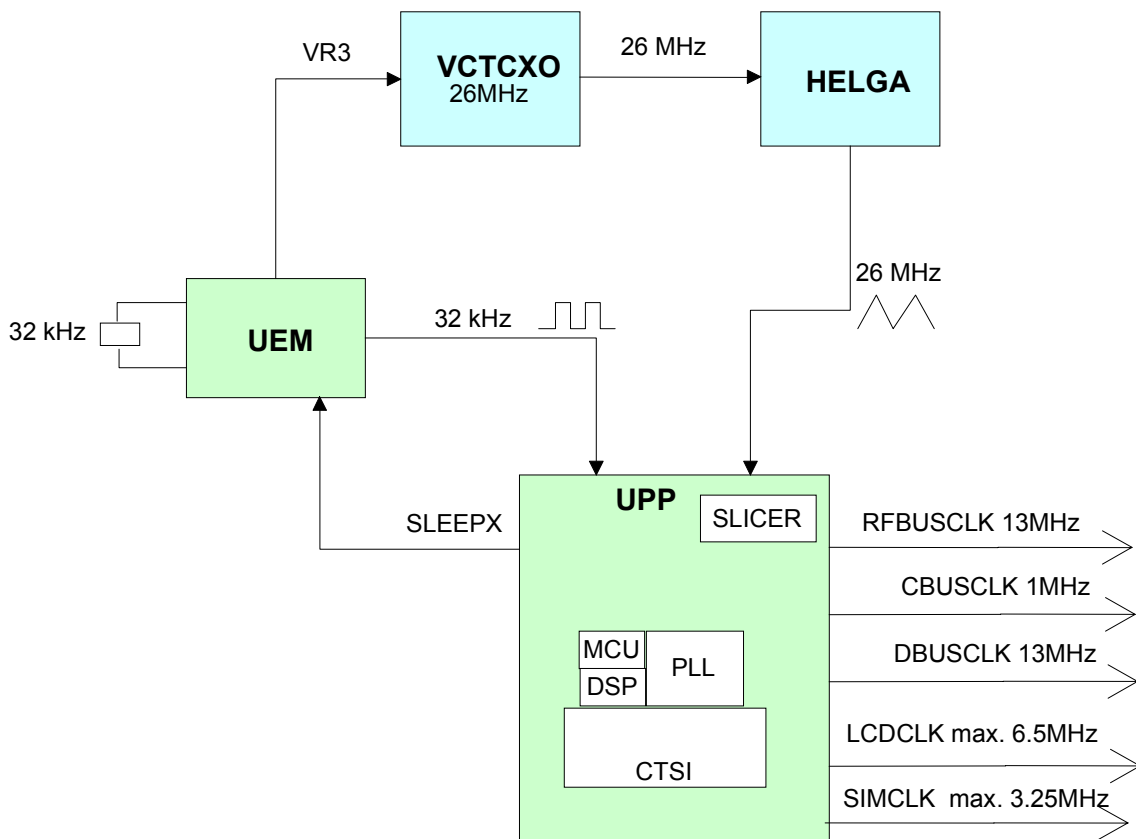 VR3
VCTCXO
26MHz
26 MHz
HELGA
26 MHz
32 kHz
UEM
32 kHz
SLEEPX
UPP
SLICER
RFBUSCLK 13MHz
CBUSCLK 1MHz
MCU
PLL
DSP
DBUSCLK 13MHz
LCDCLK max. 6.5MHz
CTSI
SIMCLK max. 3.25MHz